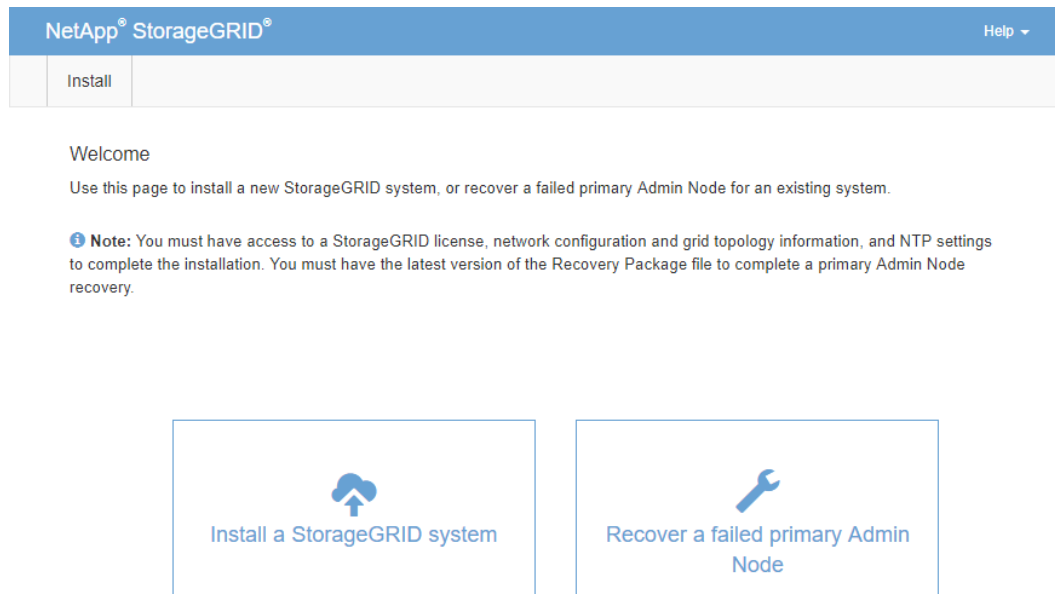 NetApp® StorageGRID®
Help
Install
Welcome
Use this page to install a new StorageGRID system, or recover a failed primary Admin Node for an existing system.
Note: You must have access to a StorageGRID license, network configuration and grid topology information, and NTP settings
to complete the installation. You must have the latest version of the Recovery Package file to complete a primary Admin Node
recovery.
Install a StorageGRID system
Recover a failed primary Admin
Node